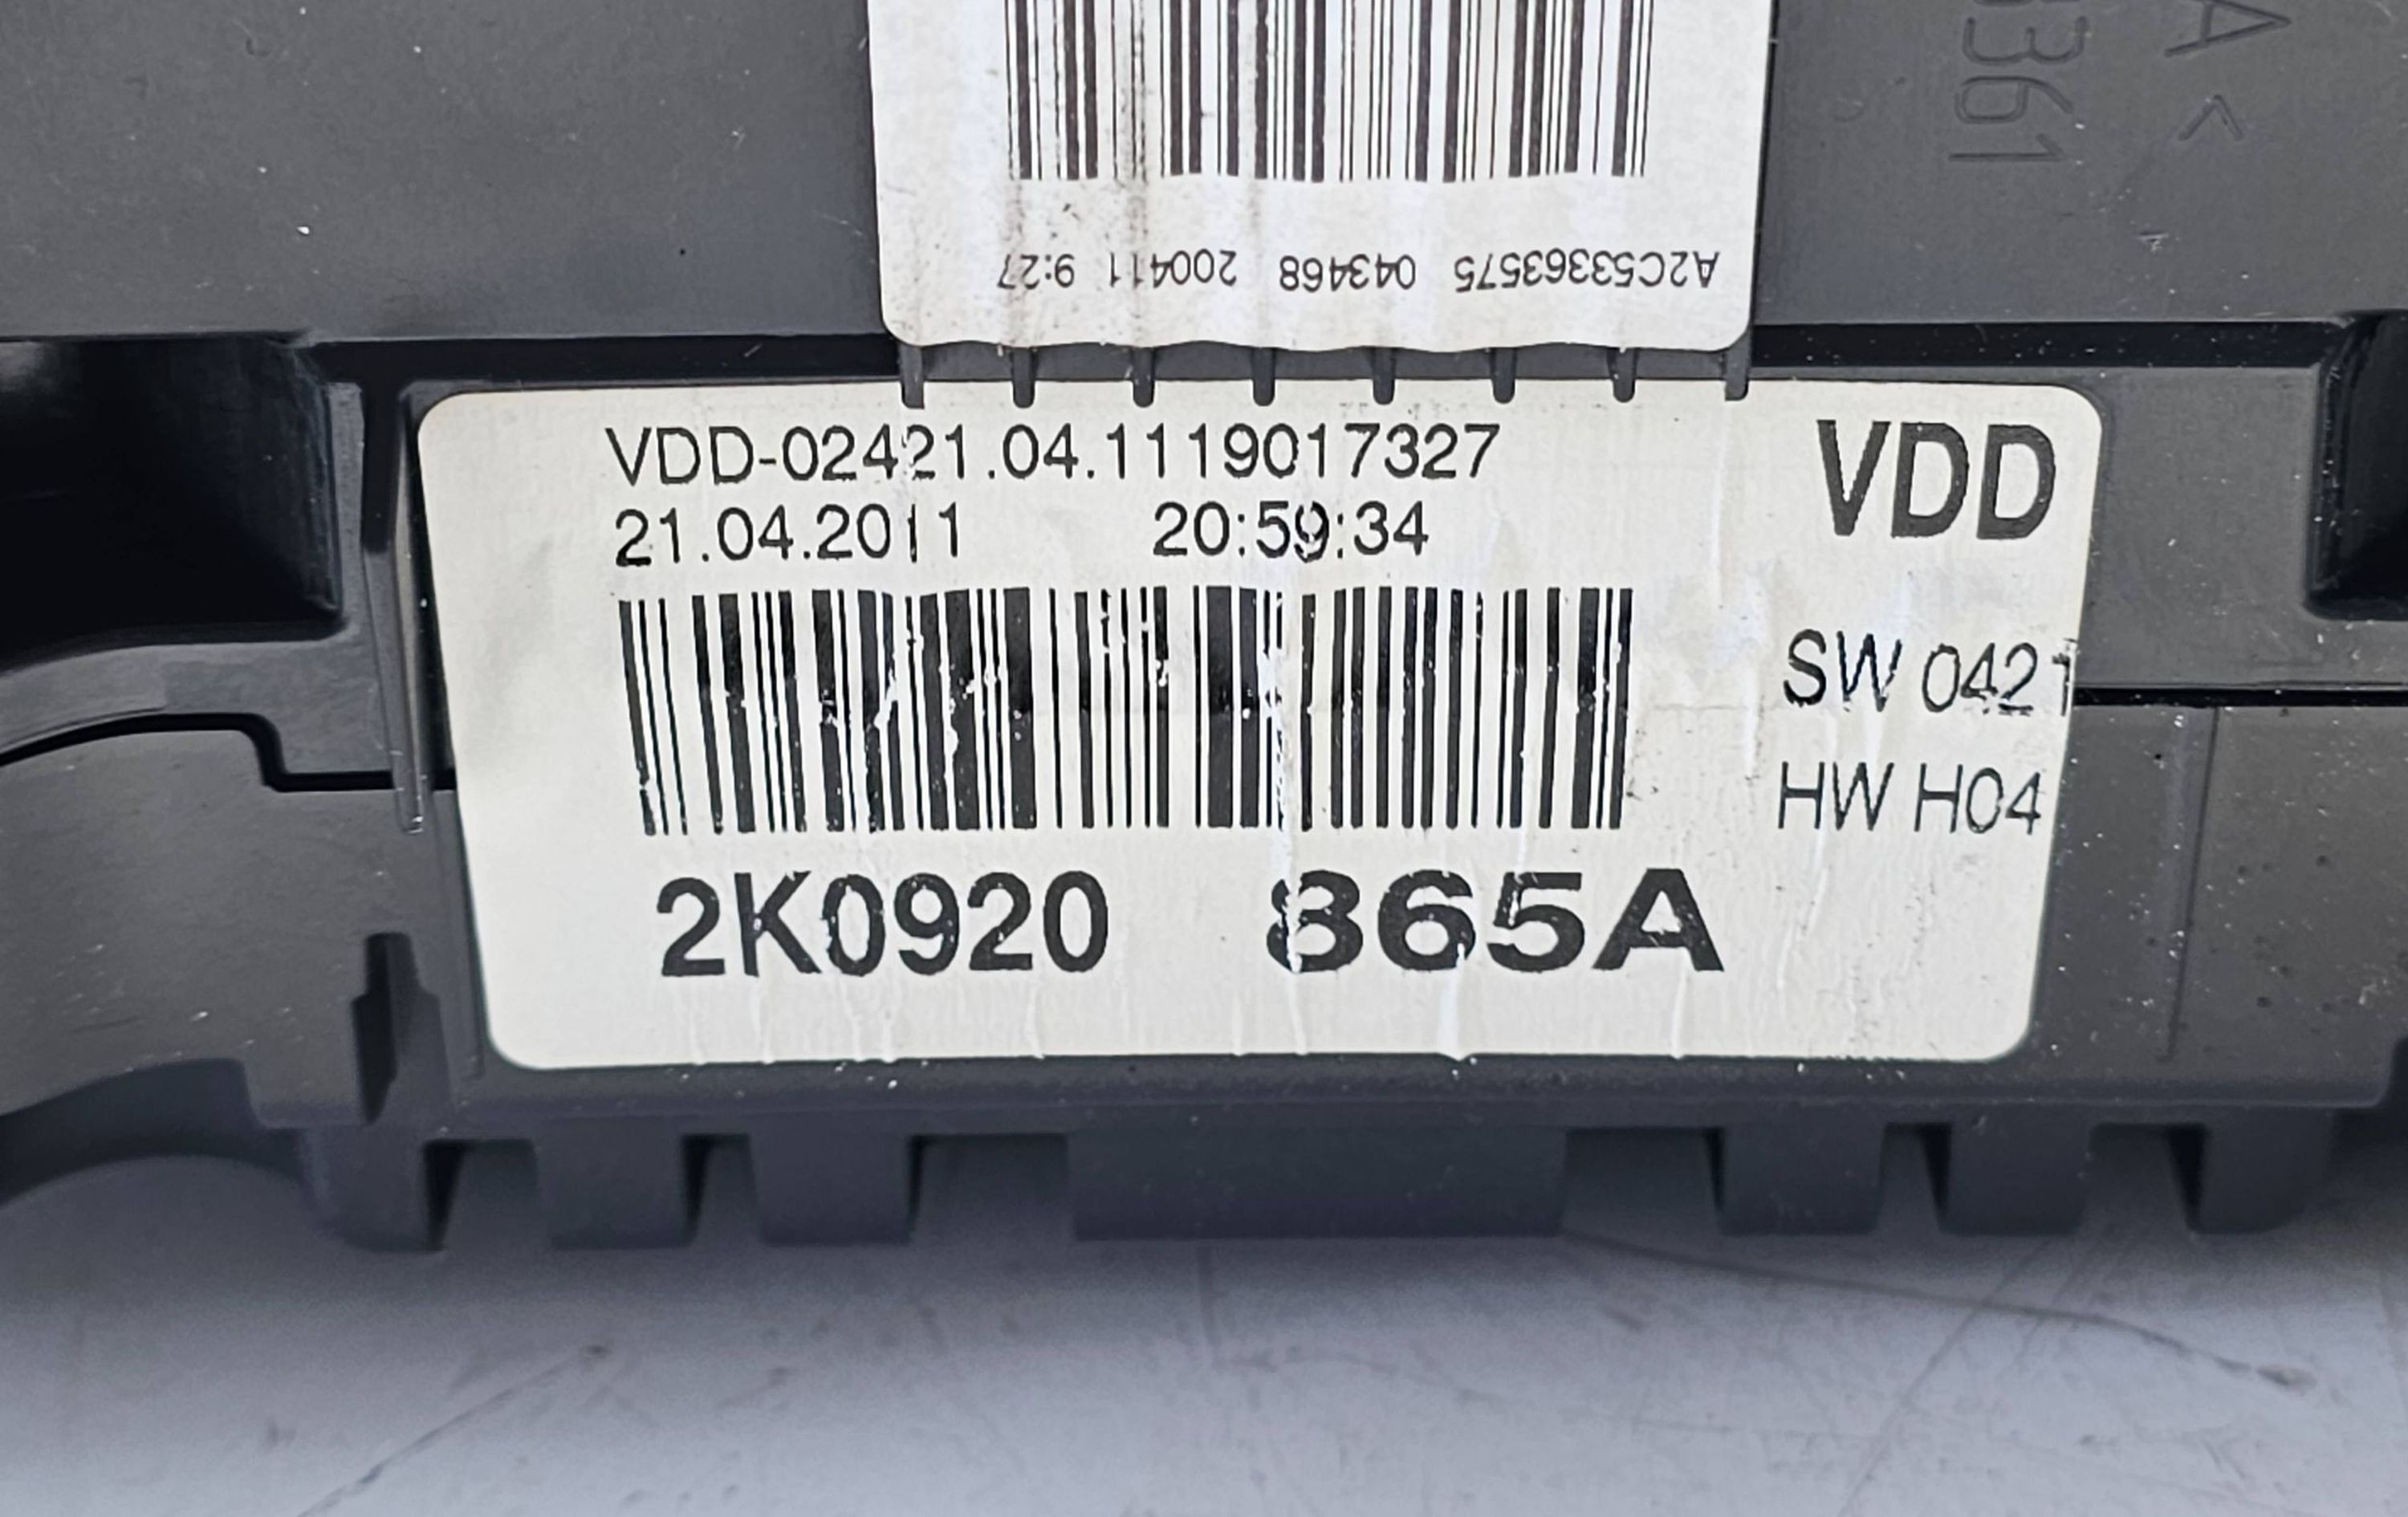 A2C53363575 043468 200411 9:27
VDD-02421.04.1119017327
21.04.2011 20:59:34
VDD
SW 0421
HW H04
2K0920 865A